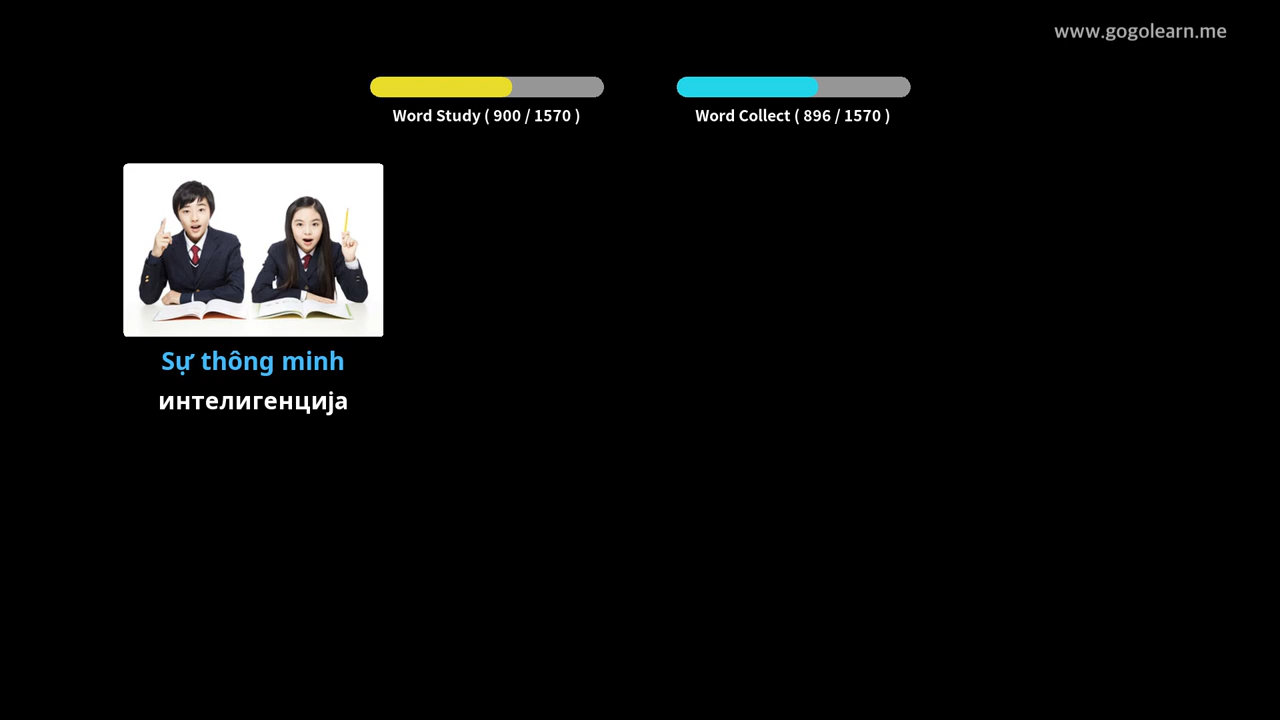 www.gogolearn.me
Word Study ( 900 / 1570 )
Word Collect ( 896 / 1570 )
Sự thông minh
интелигенција